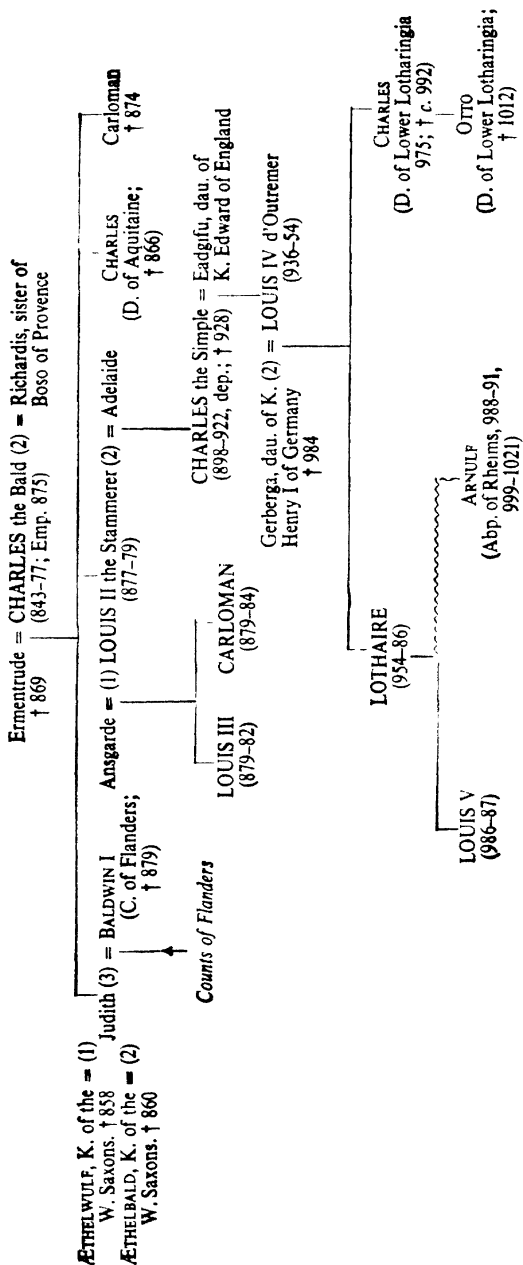 Ermentrude = CHARLES the Bald (2) = Richardis, sister of
† 869
(843–77; Emp. 875)
Boso of Provence
ÆTHELWULF, K. of the = (1)
W. Saxons. † 858
ÆTHELBALD, K. of the = (2)
W. Saxons. † 860
Judith (3) = BALDWIN I
(C. of Flanders;
† 879)
Counts of Flanders
Ansgarde = (1) LOUIS II the Stammerer (2) = Adelaide
(877–79)
CHARLES
(D. of Aquitaine;
† 866)
Carloman
† 874
LOUIS III
(879–82)
CARLOMAN
(879–84)
CHARLES the Simple = Eadgifu, dau. of
(898–922, dep.; † 928)
K. Edward of England
Gerberga, dau. of K. (2) = LOUIS IV d'Outremer
Henry I of Germany
(936–54)
† 984
LOTHAIRE
(954–86)
CHARLES
(D. of Lower Lotharingia
975; † c. 992)
LOUIS V
(986–87)
ARNULF
(Abp. of Rheims, 988–91,
999–1021)
OTTO
(D. of Lower Lotharingia;
† 1012)